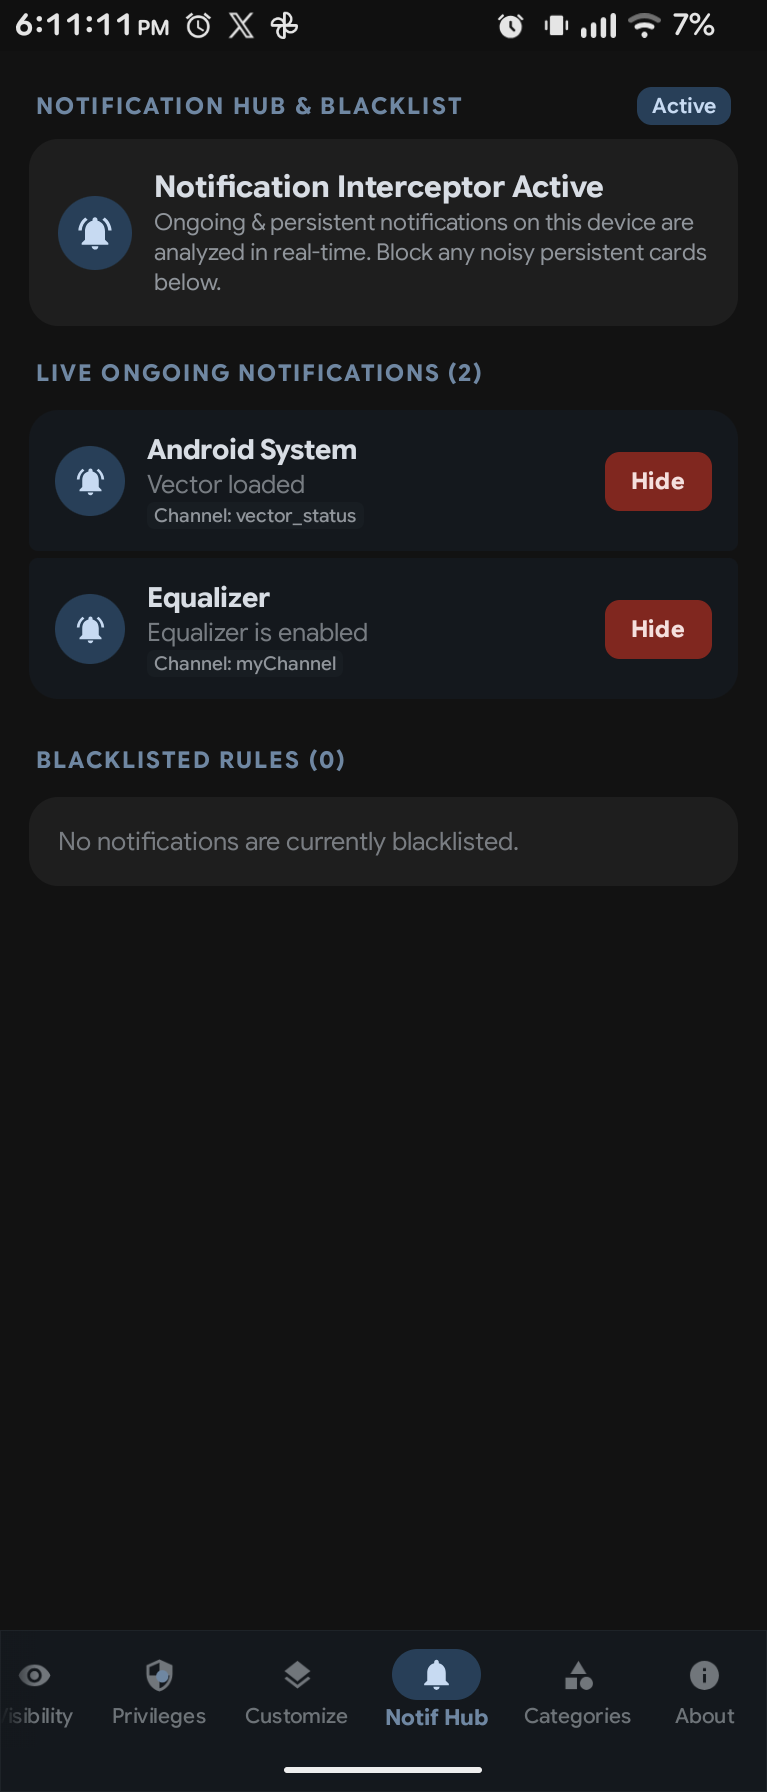 6:11:11 PM 7%
NOTIFICATION HUB & BLACKLIST Active
Notification Interceptor Active
Ongoing & persistent notifications on this device are
analyzed in real-time. Block any noisy persistent cards
below.
LIVE ONGOING NOTIFICATIONS (2)
Android System
Vector loaded
Channel: vector_status
Hide
Equalizer
Equalizer is enabled
Channel: myChannel
Hide
BLACKLISTED RULES (0)
No notifications are currently blacklisted.
isibility Privileges Customize Notif Hub Categories About